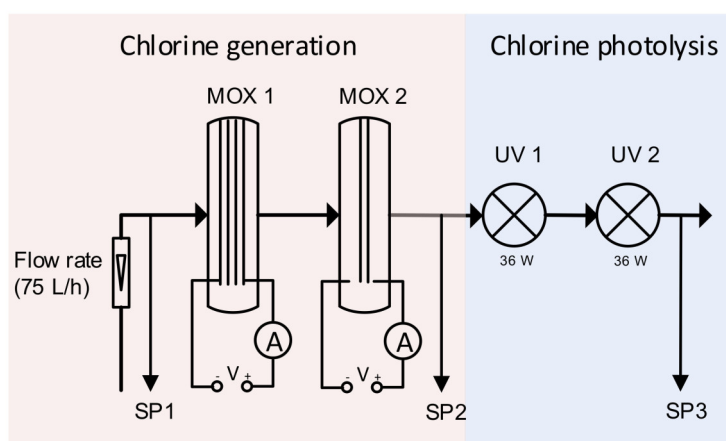 Chlorine generation
Chlorine photolysis
MOX 1
MOX 2
UV 1
UV 2
36 W
36 W
Flow rate
(75 L/h)
A
A
- V +
- V +
SP1
SP2
SP3